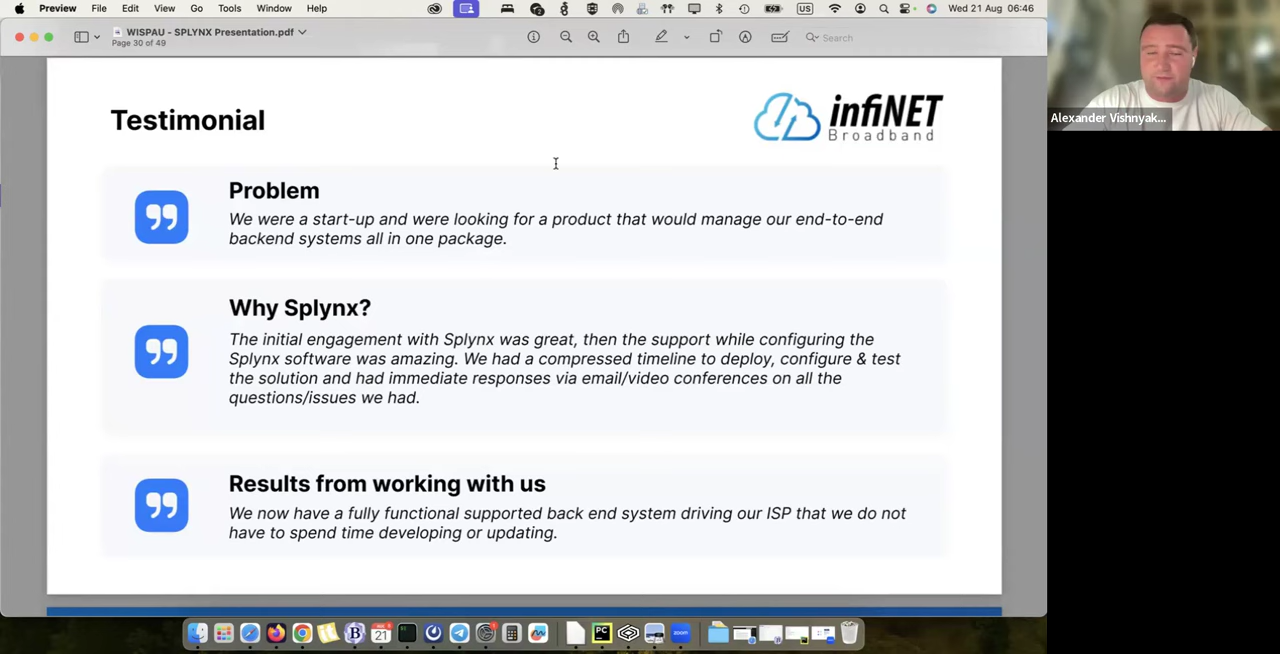 Preview File Edit View Go Tools Window Help US Wed 21 Aug 06:46
WISPAU - SPLYNX Presentation.pdf
Page 30 of 49
Search
Testimonial
infiNET
Broadband
Problem
We were a start-up and were looking for a product that would manage our end-to-end
backend systems all in one package.
Why Splynx?
The initial engagement with Splynx was great, then the support while configuring the
Splynx software was amazing. We had a compressed timeline to deploy, configure & test
the solution and had immediate responses via email/video conferences on all the
questions/issues we had.
Results from working with us
We now have a fully functional supported back end system driving our ISP that we do not
have to spend time developing or updating.
Alexander Vishnyak...
21
PC
zoom